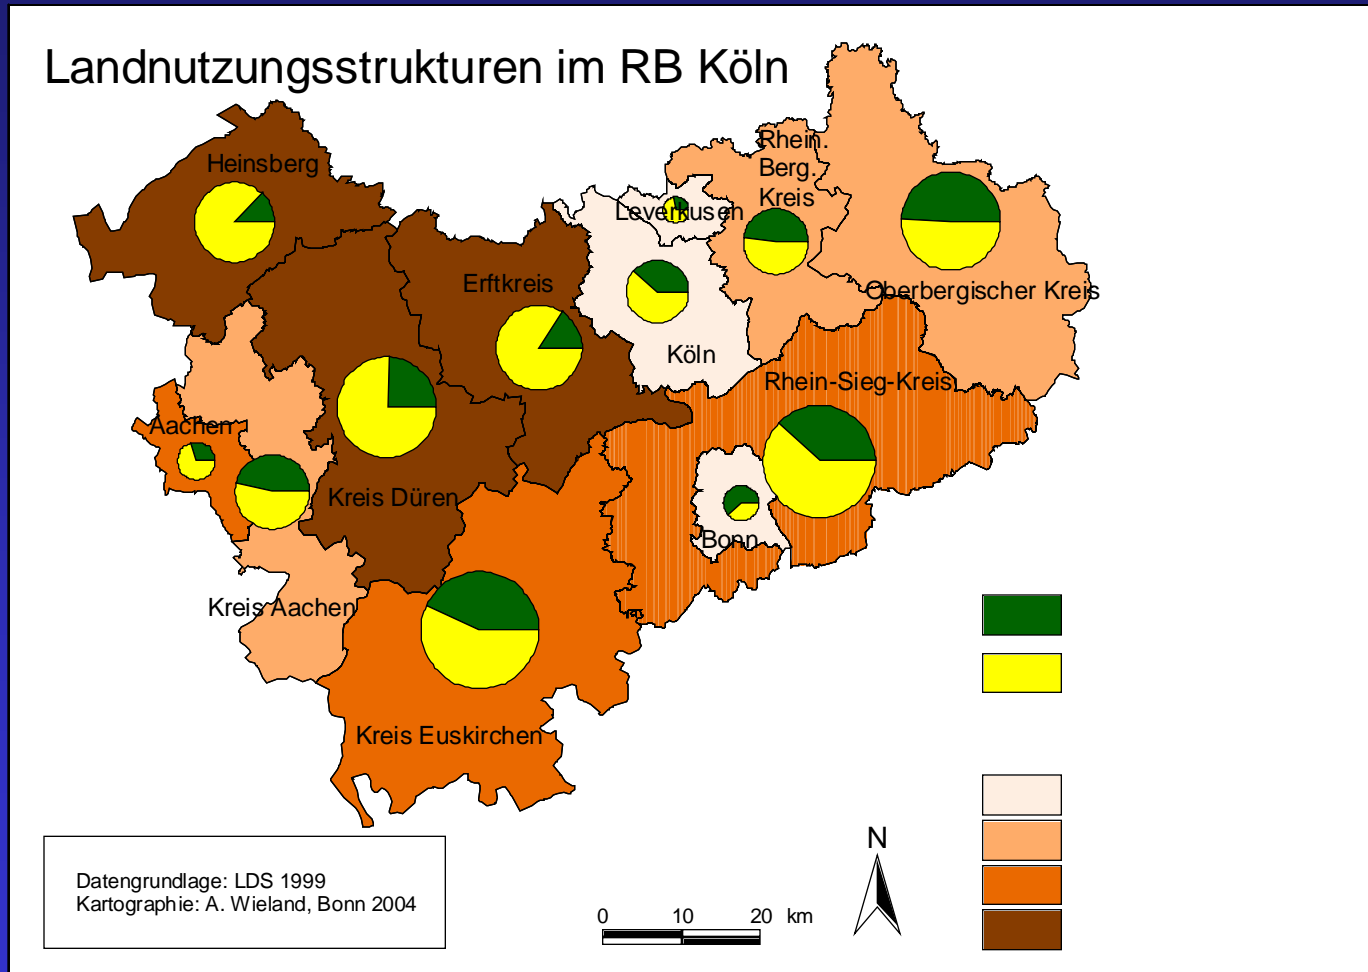 Landnutzungsstrukturen im RB Köln
Heinsberg
Rhein.
Berg.
Kreis
Leverkusen
Erftkreis
Oberbergischer Kreis
Köln
Rhein-Sieg-Kreis
Aachen
Kreis Düren
Bonn
Kreis Aachen
Kreis Euskirchen
Datengrundlage: LDS 1999
Kartographie: A. Wieland, Bonn 2004
0 10 20 km
N